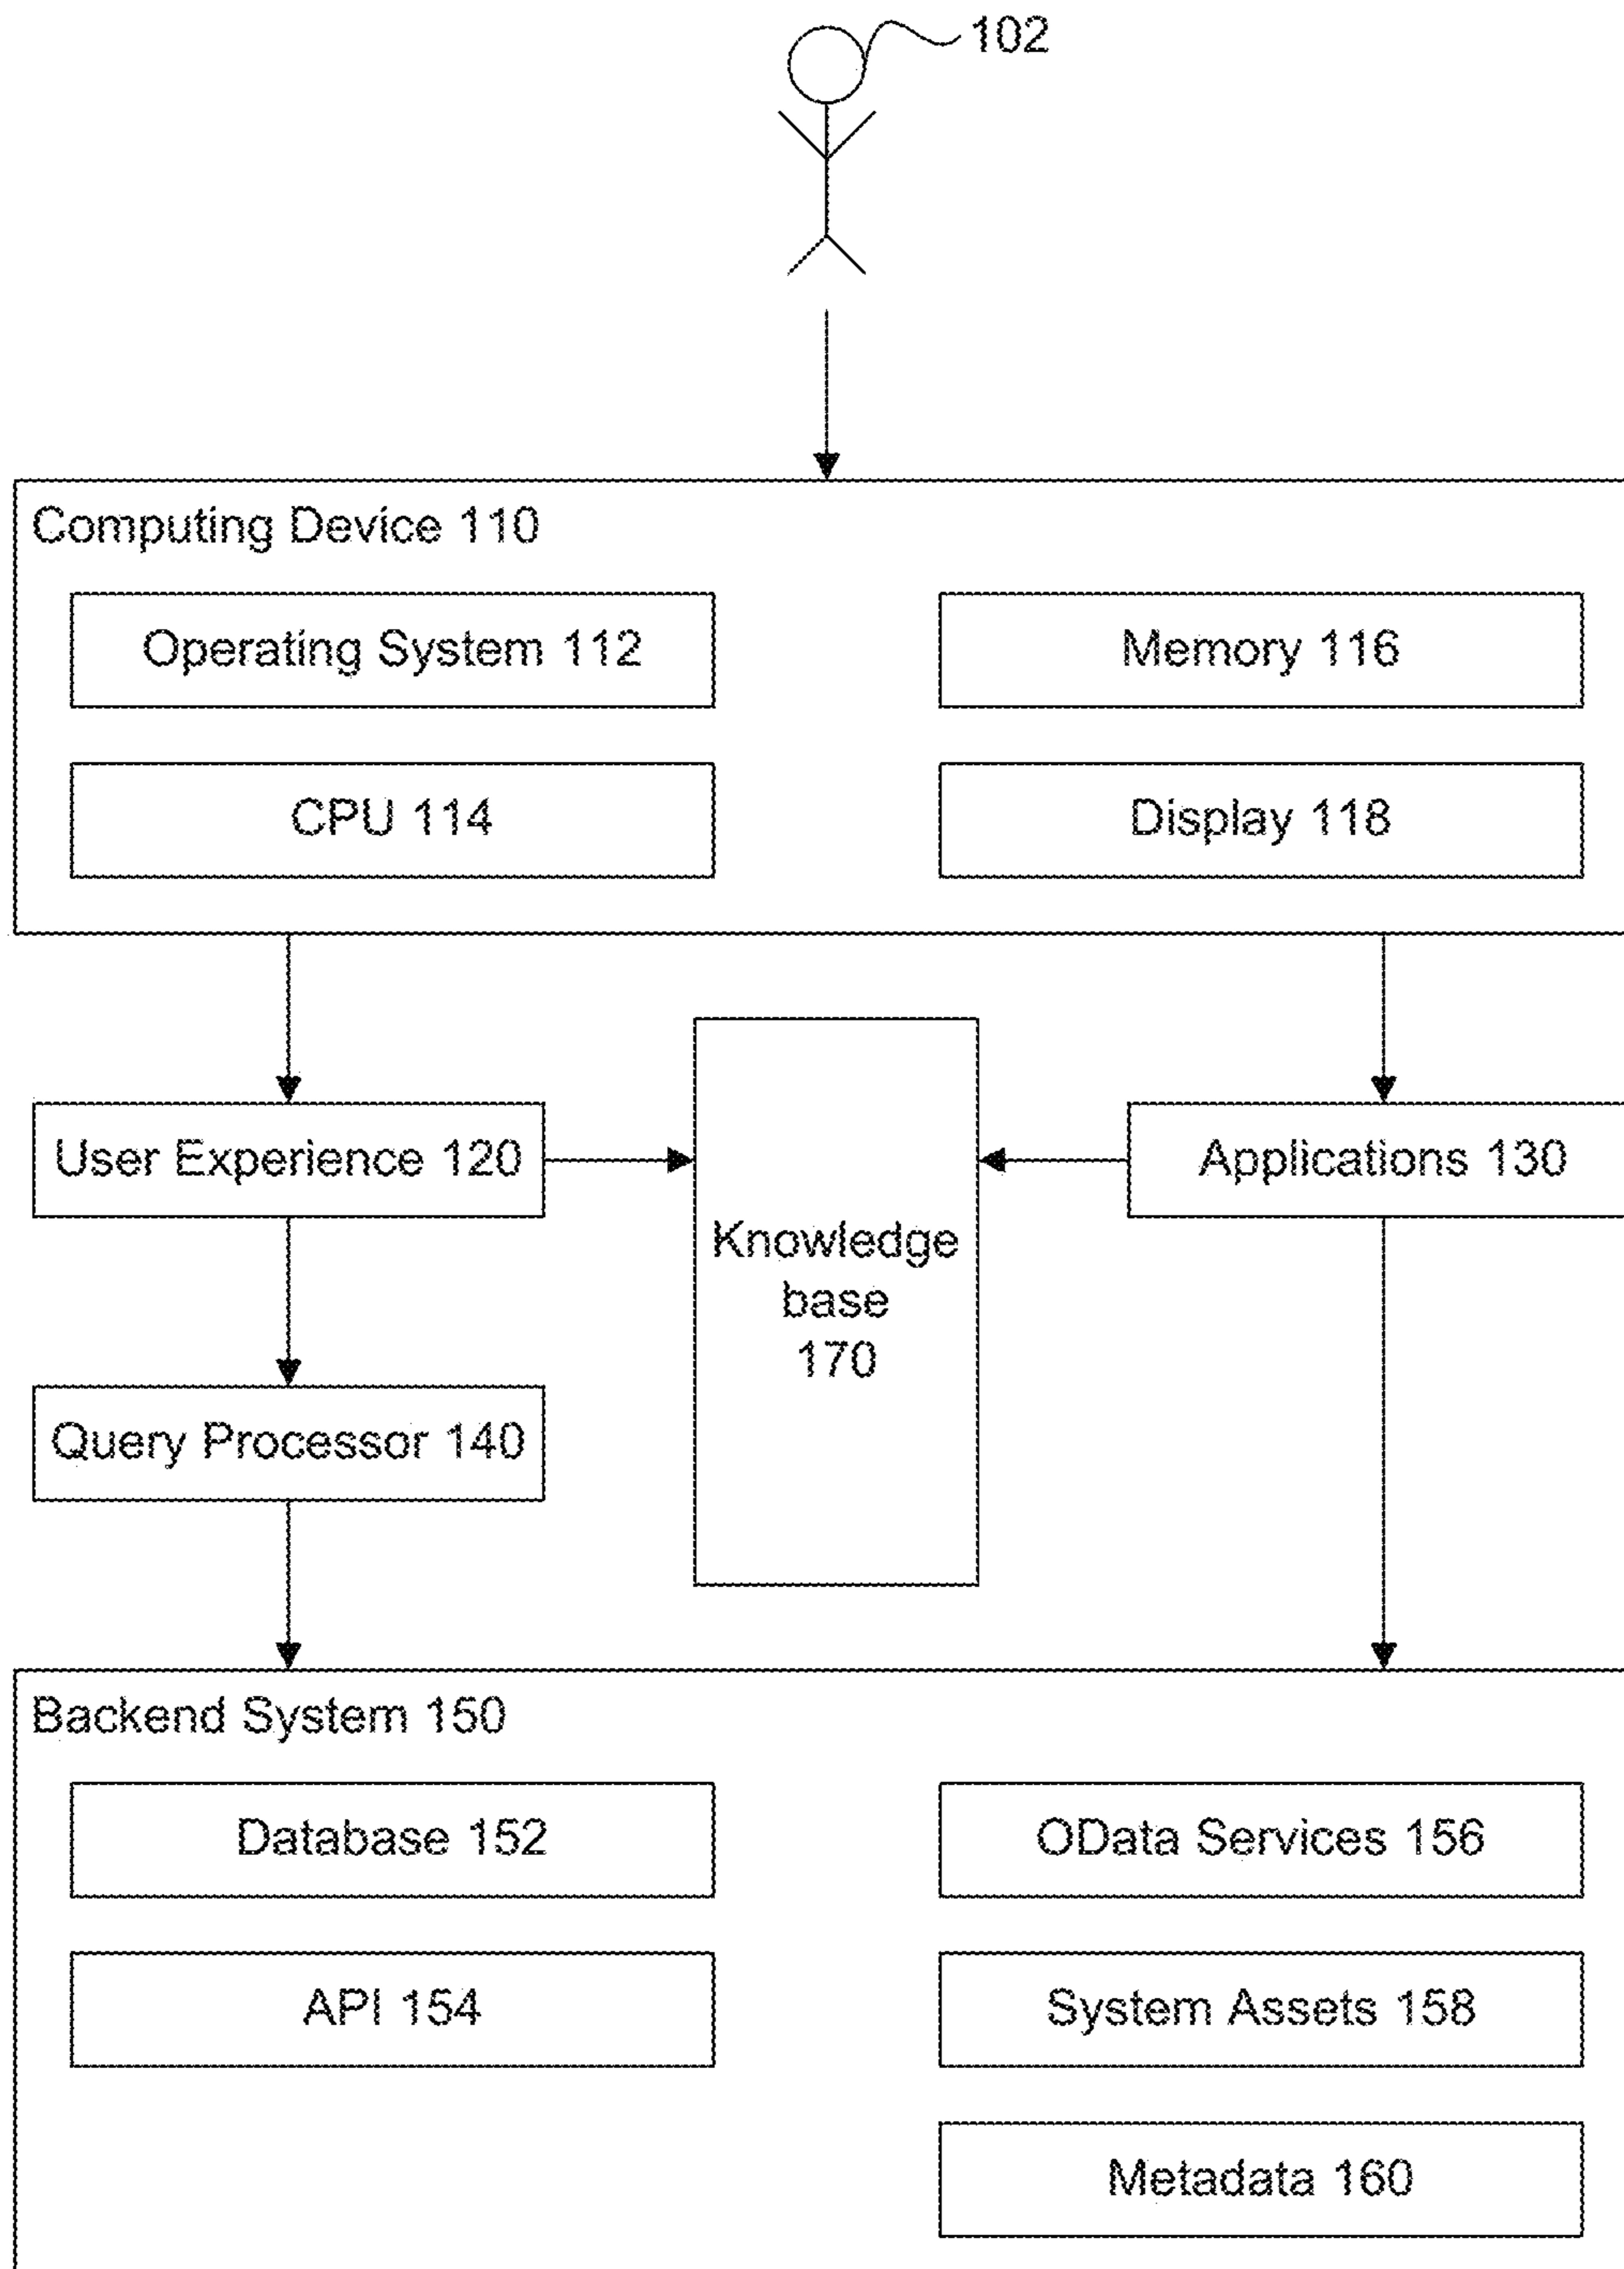 102
Computing Device 110
Operating System 112
Memory 116
CPU 114
Display 118
User Experience 120
Applications 130
Knowledge
base
170
Query Processor 140
Backend System 150
Database 152
OData Services 156
API 154
System Assets 158
Metadata 160